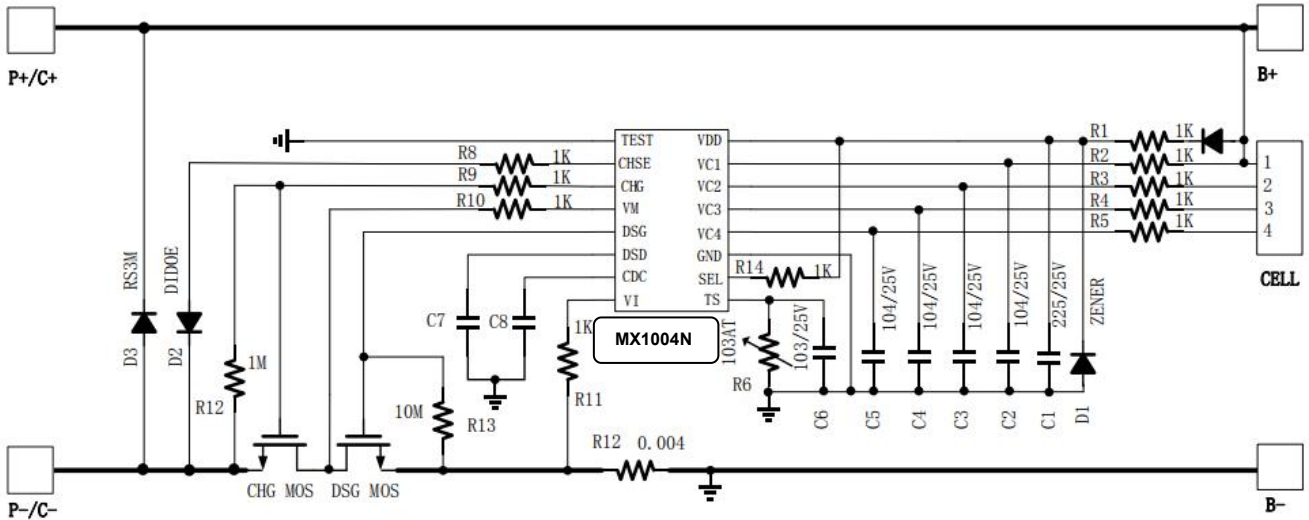 P+/C+
B+
TEST
CHSE
CHG
VM
DSG
DSD
CDC
VI
VDD
VC1
VC2
VC3
VC4
GND
SEL
TS
R8 1K
R9 1K
R10 1K
R1 1K
R2 1K
R3 1K
R4 1K
R5 1K
1
2
3
4
CELL
R14 1K
MX1004N
RS3M
D3
DIDOE
D2
1M
R12
C7
C8
10M
R13
1K
R11
103AT
R6
103/25V
C6
104/25V
C5
104/25V
C4
104/25V
C3
104/25V
C2
225/25V
C1
ZENER
D1
R12 0.004
CHG MOS
DSG MOS
P-/C-
B-